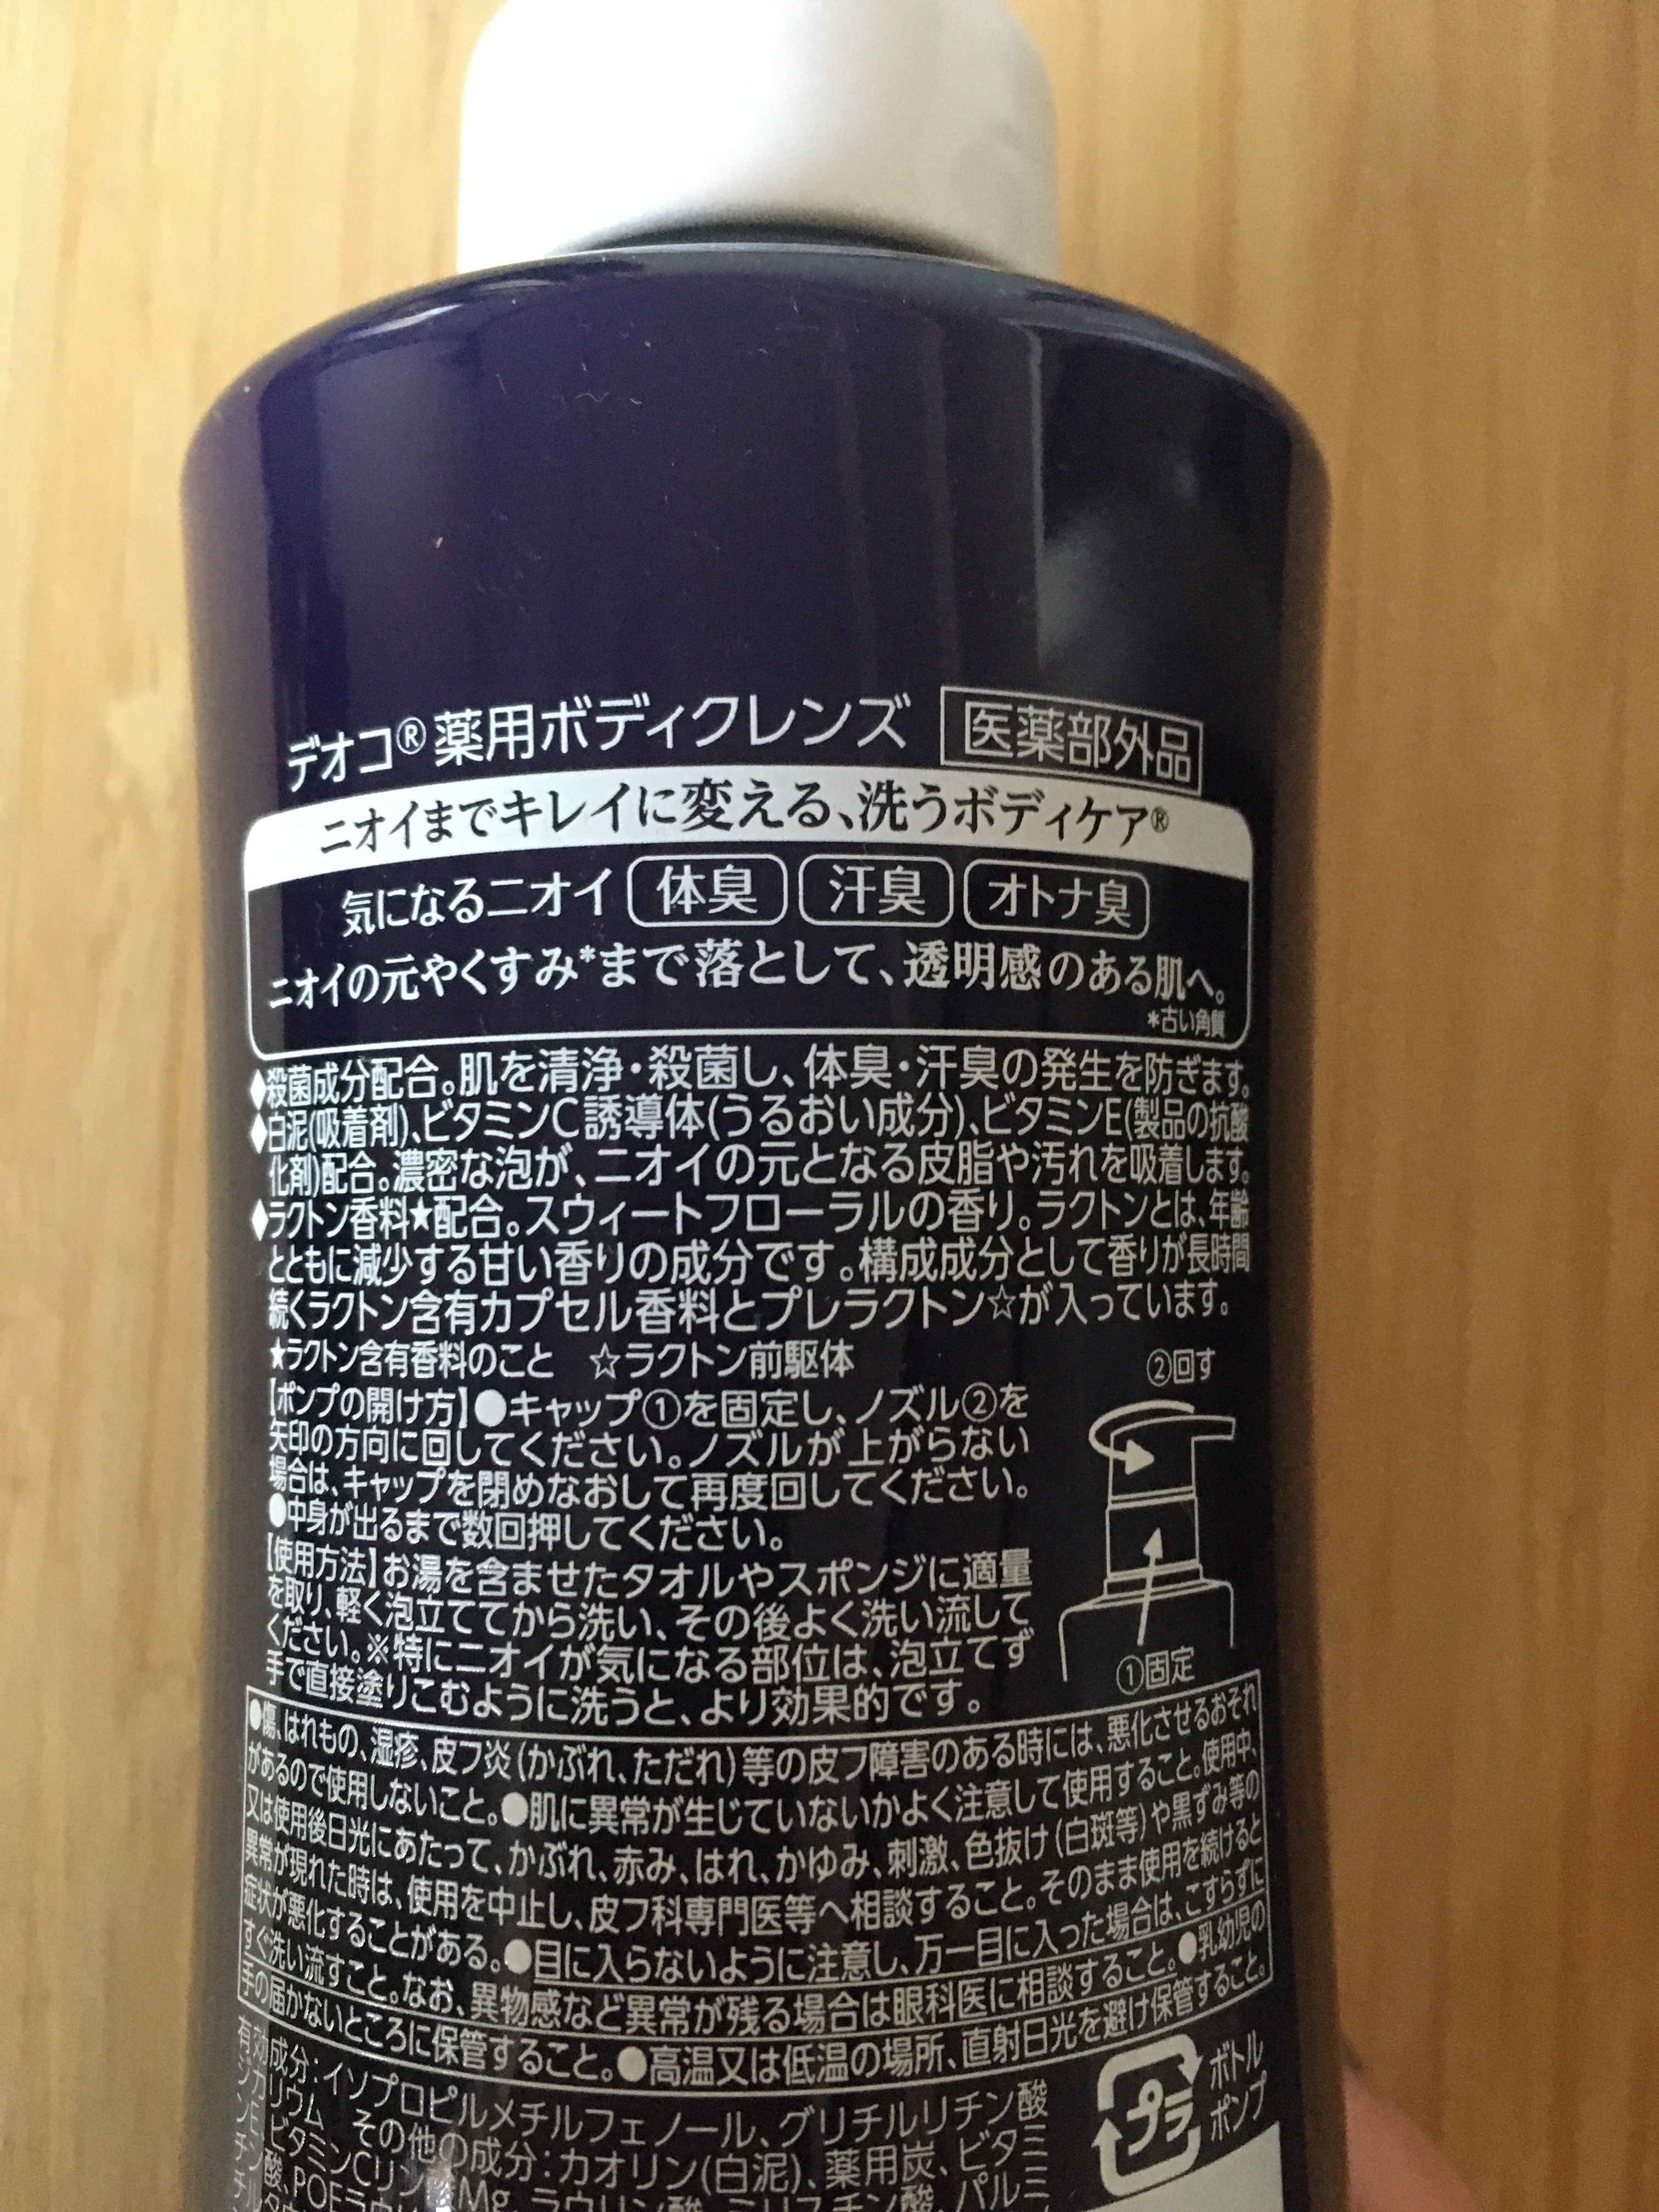 デオコ®薬用ボディクレンズ 医薬部外品
ニオイまでキレイに変える、洗うボディケア®
気になるニオイ 体臭 汗臭 オトナ臭
ニオイの元やくすみ*まで落として、透明感のある肌へ。
*古い角質
◆殺菌成分配合。肌を清浄・殺菌し、体臭・汗臭の発生を防ぎます。
◆白泥(吸着剤)、ビタミンC誘導体(うるおい成分)、ビタミンE(製品の抗酸
化剤)配合。濃密な泡が、ニオイの元となる皮脂や汚れを吸着します。
◆ラクトン香料★配合。スウィートフローラルの香り。ラクトンとは、年齢
とともに減少する甘い香りの成分です。構成成分として香りが長時間
続くラクトン含有カプセル香料とプレラクトン☆が入っています。
★ラクトン含有香料のこと ☆ラクトン前駆体
【ポンプの開け方】●キャップ①を固定し、ノズル②を
矢印の方向に回してください。ノズルが上がらない
場合は、キャップを閉めなおして再度回してください。
●中身が出るまで数回押してください。
【使用方法】お湯を含ませたタオルやスポンジに適量
を取り、軽く泡立ててから洗い、その後よく洗い流して
ください。※特にニオイが気になる部位は、泡立てず
手で直接塗りこむように洗うと、より効果的です。
②回す
①固定
●傷、はれもの、湿疹、皮フ炎(かぶれ、ただれ)等の皮フ障害のある時には、悪化させるおそれ
があるので使用しないこと。●肌に異常が生じていないかよく注意して使用すること。使用中、
又は使用後日光にあたって、かぶれ、赤み、はれ、かゆみ、刺激、色抜け(白斑等)や黒ずみ等の
異常が現れた時は、使用を中止し、皮フ科専門医等へ相談すること。そのまま使用を続けると
症状が悪化することがある。●目に入らないように注意し、万一目に入った場合は、こすらずに
すぐ洗い流すこと。なお、異物感など異常が残る場合は眼科医に相談すること。●乳幼児の
手の届かないところに保管すること。●高温又は低温の場所、直射日光を避け保管すること。
有効成分:イソプロピルメチルフェノール、グリチルリチン酸
ジカリウム その他の成分:カオリン(白泥)、薬用炭、ビタミ
ンE、ビタミンCリン酸Mg、ラウリン酸、ミリスチン酸、パルミ
チン酸、POEラウ
プラ
ボトル
ポンプ